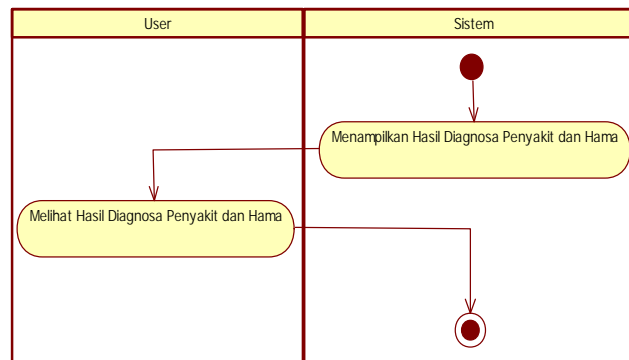 User
Sistem
Menampilkan Hasil Diagnosa Penyakit dan Hama
Melihat Hasil Diagnosa Penyakit dan Hama